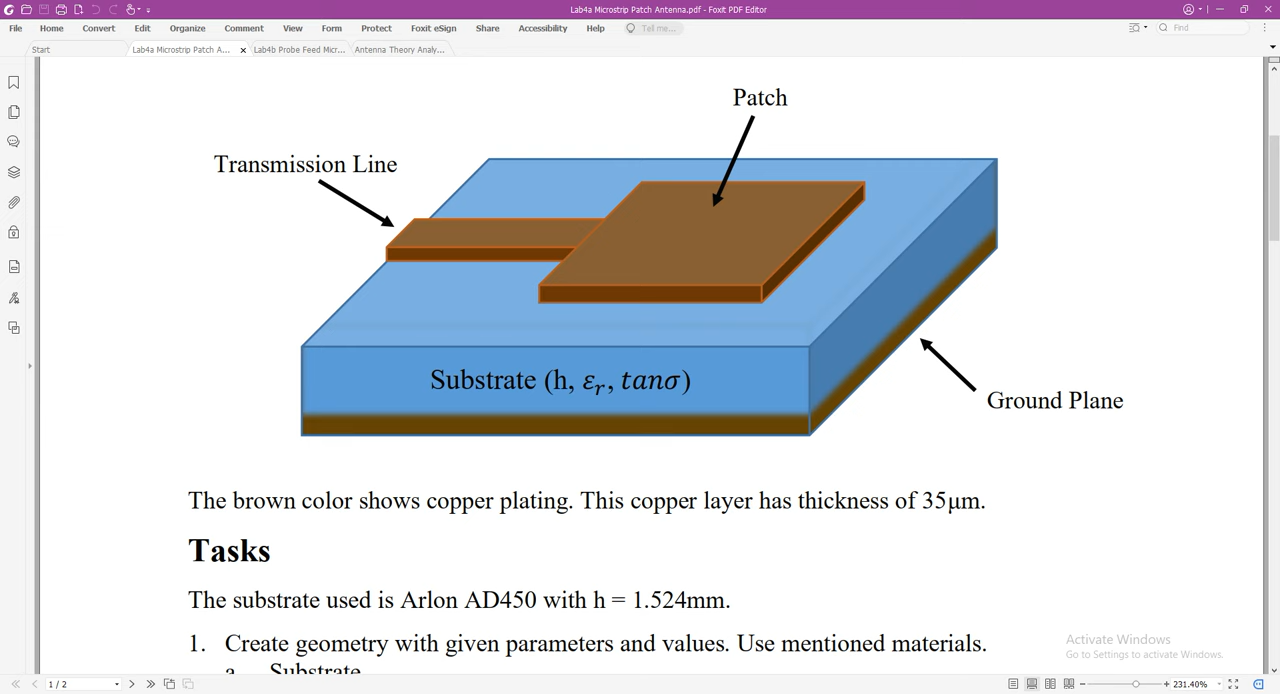 Lab4a Microstrip Patch Antenna.pdf - Foxit PDF Editor
File Home Convert Edit Organize Comment View Form Protect Foxit eSign Share Accessibility Help Tell me... Find
Start Lab4a Microstrip Patch A... Lab4b Probe Feed Micr... Antenna Theory Analy...
Patch
Transmission Line
Substrate (h, εᵣ, tanσ)
Ground Plane
The brown color shows copper plating. This copper layer has thickness of 35μm.
Tasks
The substrate used is Arlon AD450 with h = 1.524mm.
1. Create geometry with given parameters and values. Use mentioned materials.
a. Substrate
Activate Windows
Go to Settings to activate Windows.
1 / 2 231.40%